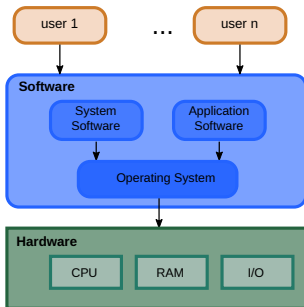 user 1
...
user n
Software
System
Software
Application
Software
Operating System
Hardware
CPU
RAM
I/O